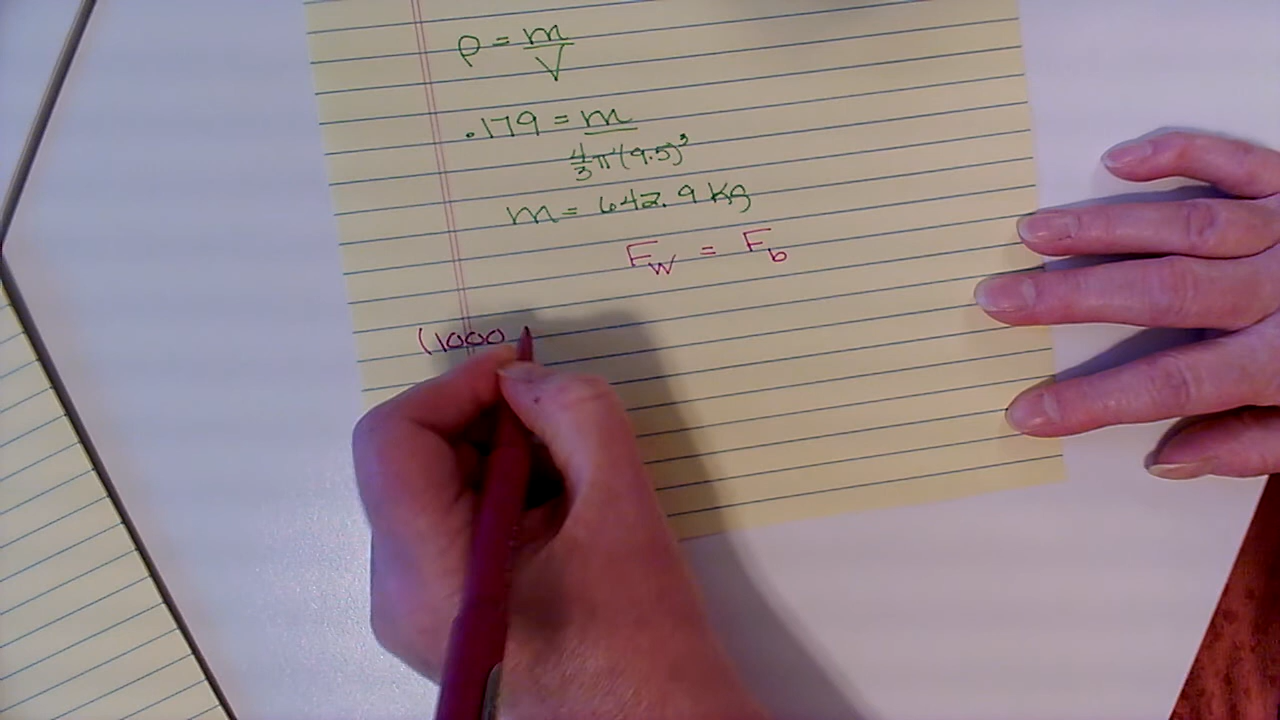 ρ = m/V
.179 = m/(4/3 π (9.5)³)
m = 642.9 kg
F_w = F_b
(1000